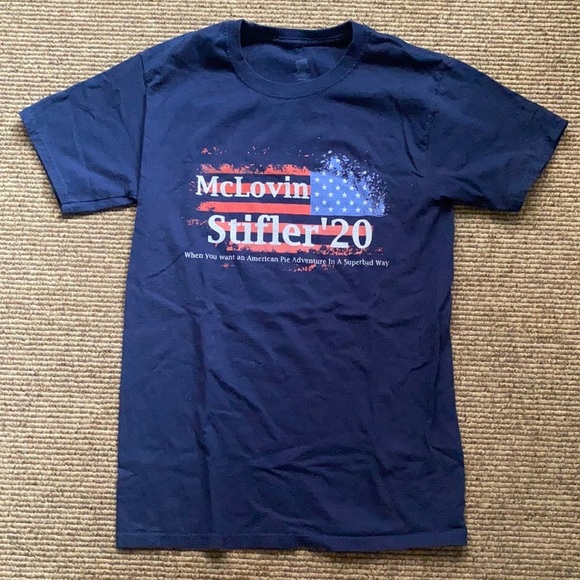 McLovin
Stifler'20
When you want an American Pie Adventure In A Superbad Way